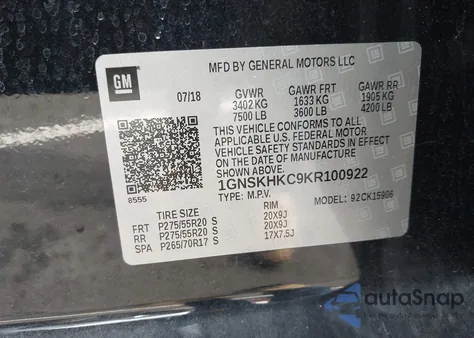 MFD BY GENERAL MOTORS LLC
GM
07/18 GVWR GAWR FRT GAWR RR
3402 KG 1633 KG 1905 KG
7500 LB 3600 LB 4200 LB
THIS VEHICLE CONFORMS TO ALL
APPLICABLE U.S. FEDERAL MOTOR
VEHICLE SAFETY STANDARDS IN EFFECT
ON THE DATE OF MANUFACTURE
SHOWN ABOVE.
1GNSKHKC9KR100922
8555 TYPE: M.P.V. 92CK15906
TIRE SIZE RIM
FRT P275/55R20 S 20X9J
RR P275/55R20 S 20X9J
SPA P265/70R17 S 17X7.5J
autoSnap
www.autosnap.ge